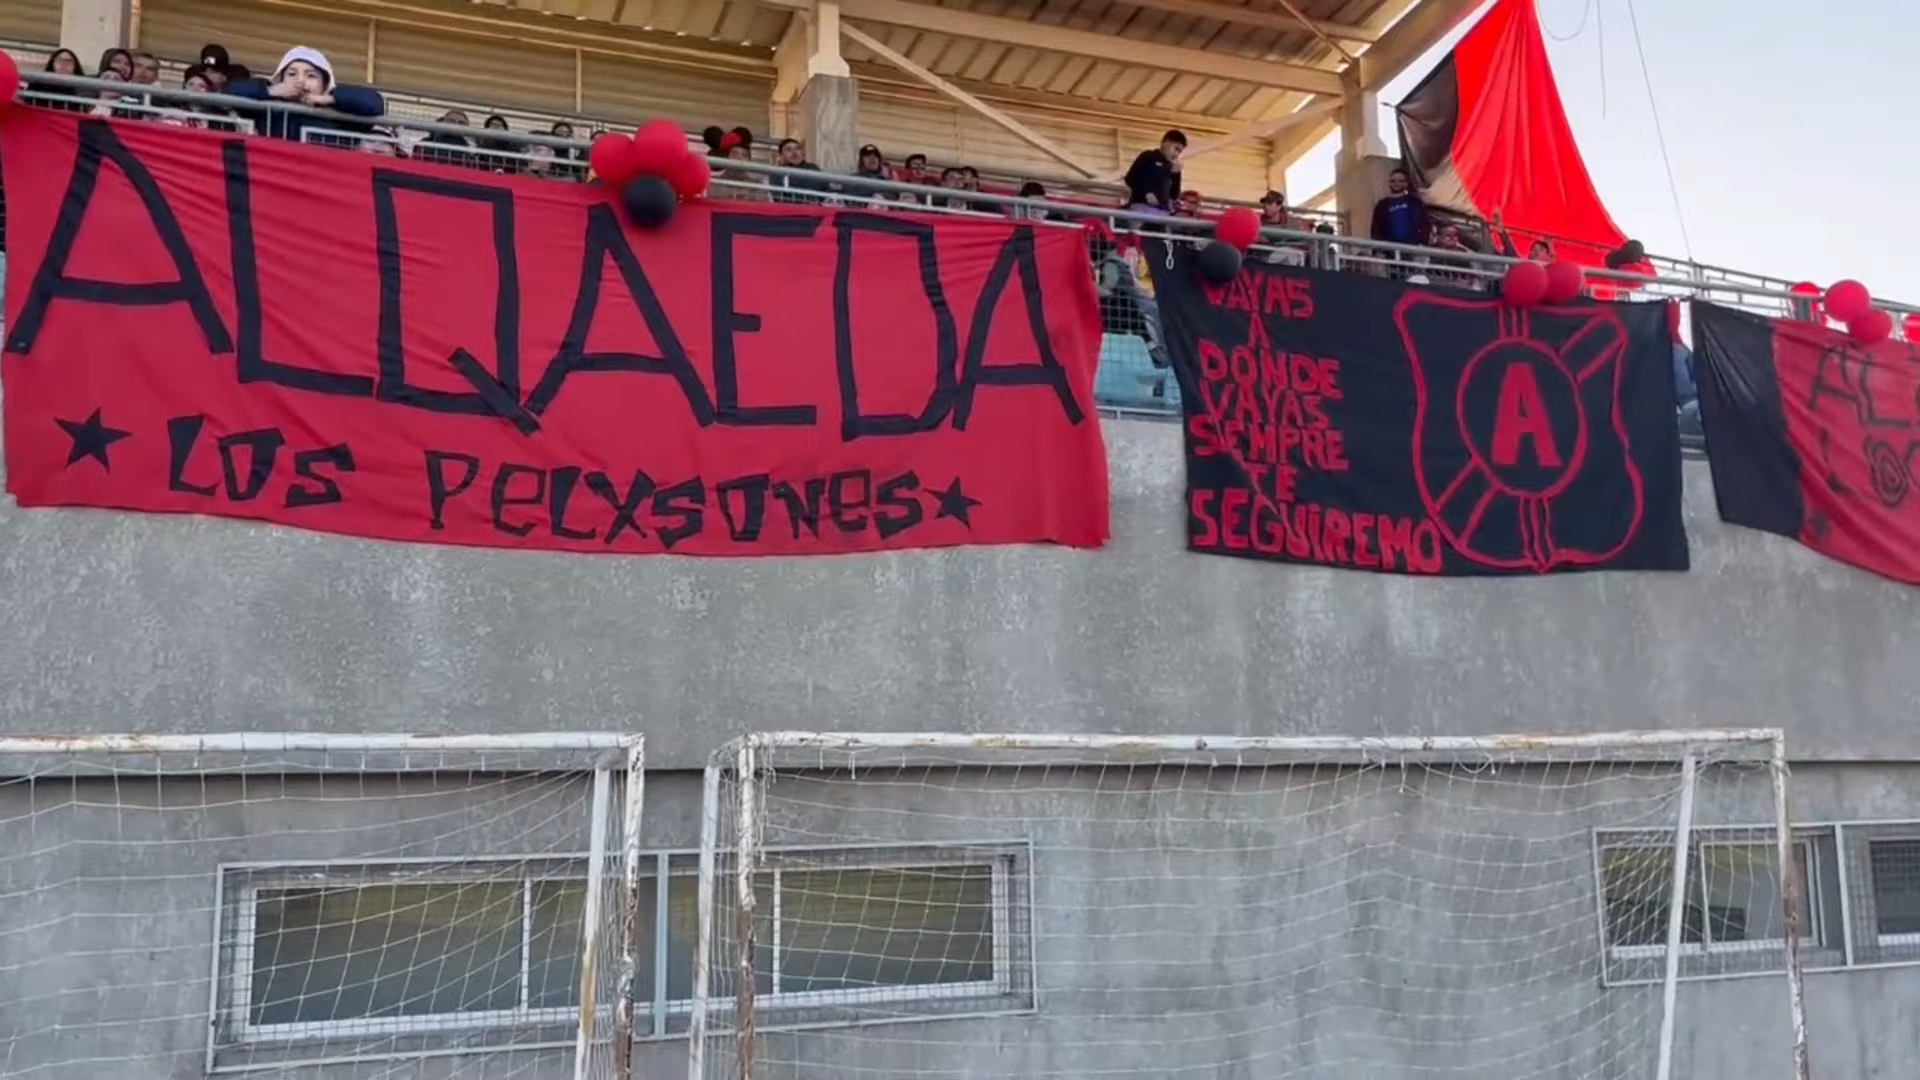 ALQAEDA
LOS PELXSONES
VAYAS
A
DONDE
VAYAS
SIEMPRE
TE
SEGUIREMO
A